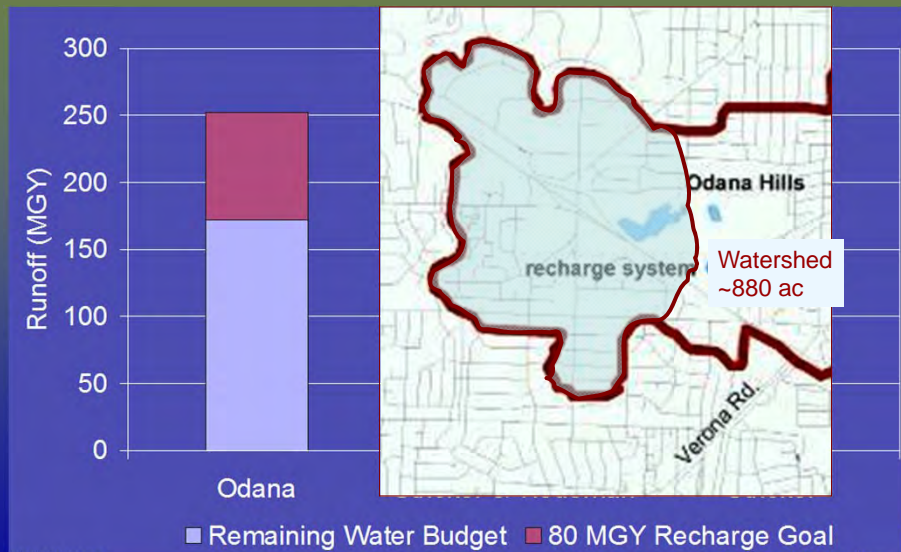 300
250
200
150
100
50
0
Runoff (MGY)
Odana
Odana Hills
recharge system
Watershed
~880 ac
Verona Rd.
Remaining Water Budget
80 MGY Recharge Goal